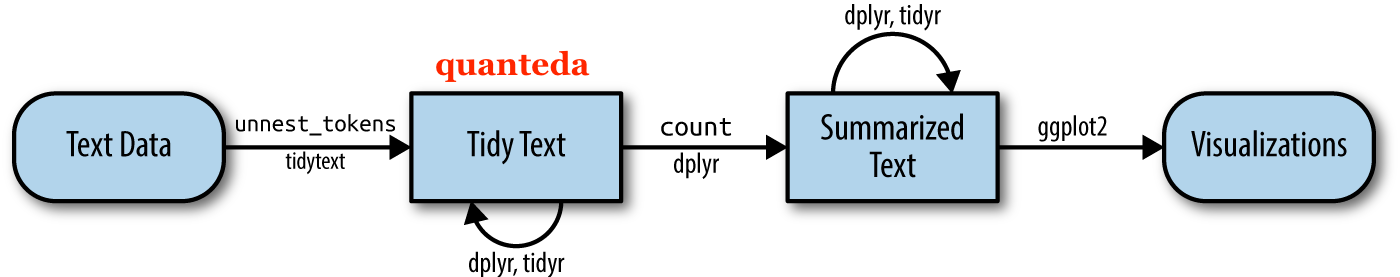 dplyr, tidyr
quanteda
Text Data
unnest_tokens
tidytext
Tidy Text
count
dplyr
Summarized
Text
ggplot2
Visualizations
dplyr, tidyr